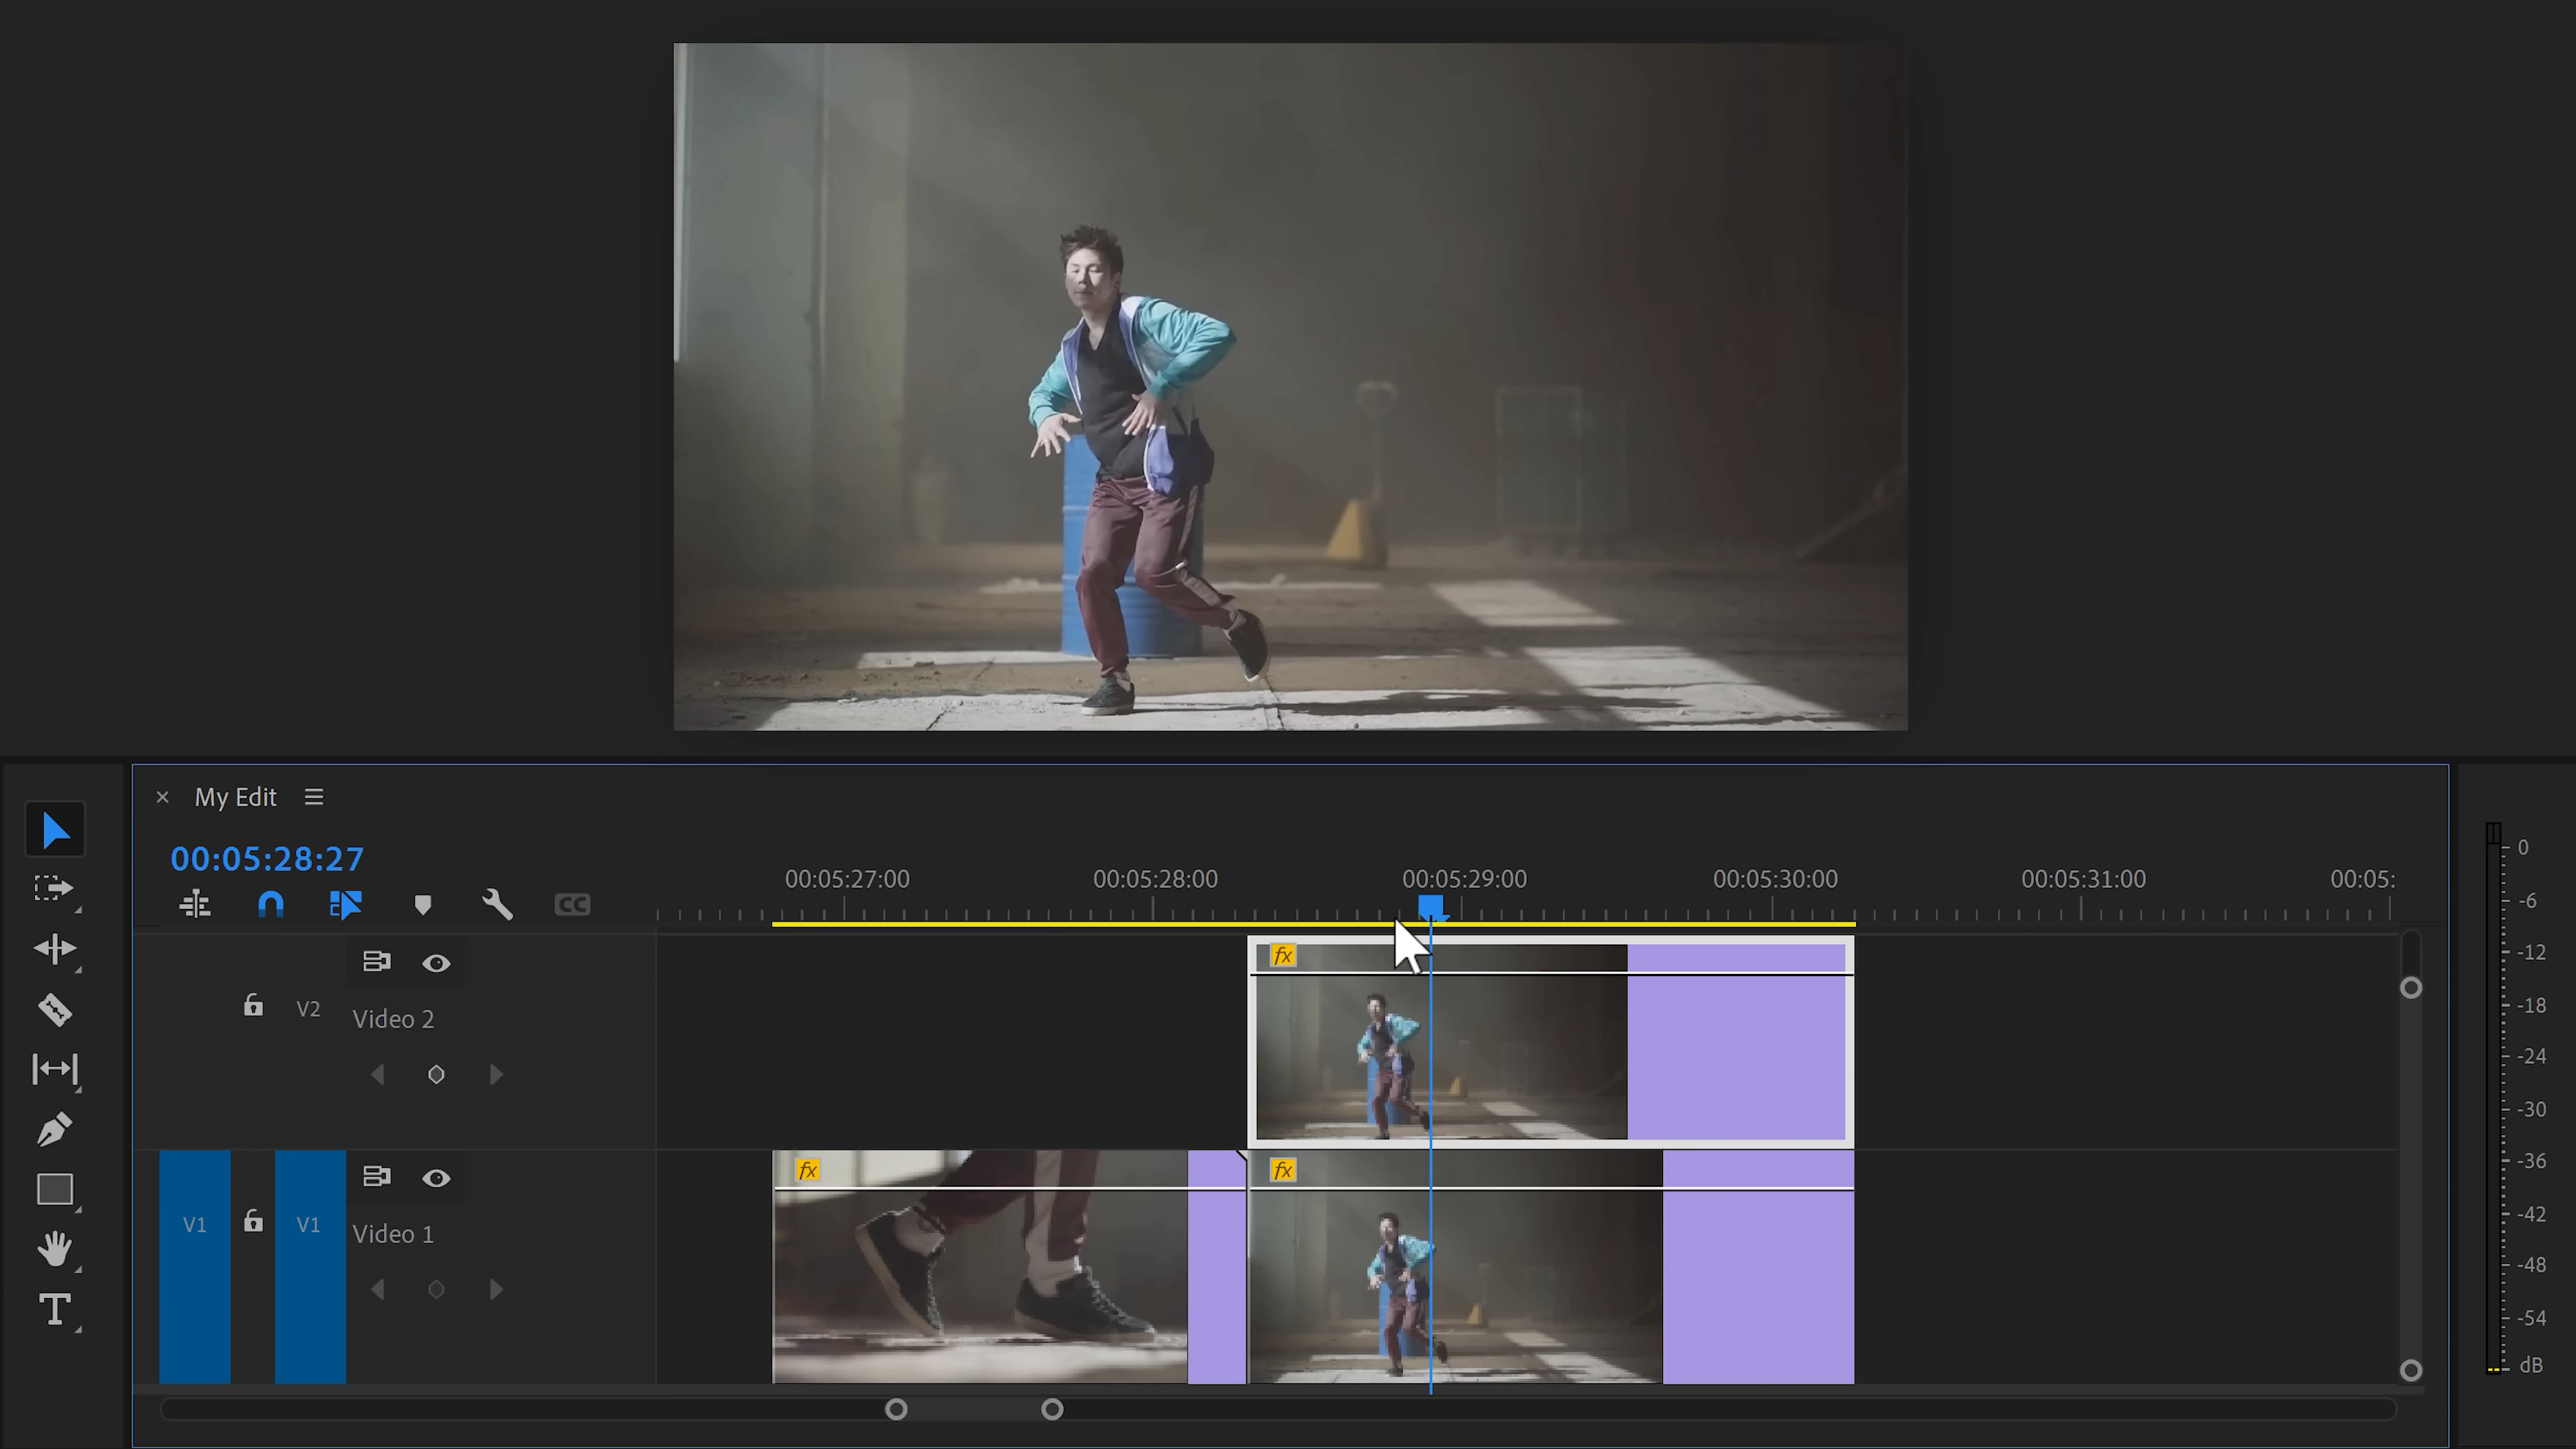 × My Edit
00:05:28:27
00:05:27:00 00:05:28:00 00:05:29:00 00:05:30:00 00:05:31:00 00:05:
CC
fx
V2 Video 2
fx fx
V1 V1 Video 1
T
0
-6
-12
-18
-24
-30
-36
-42
-48
-54
dB